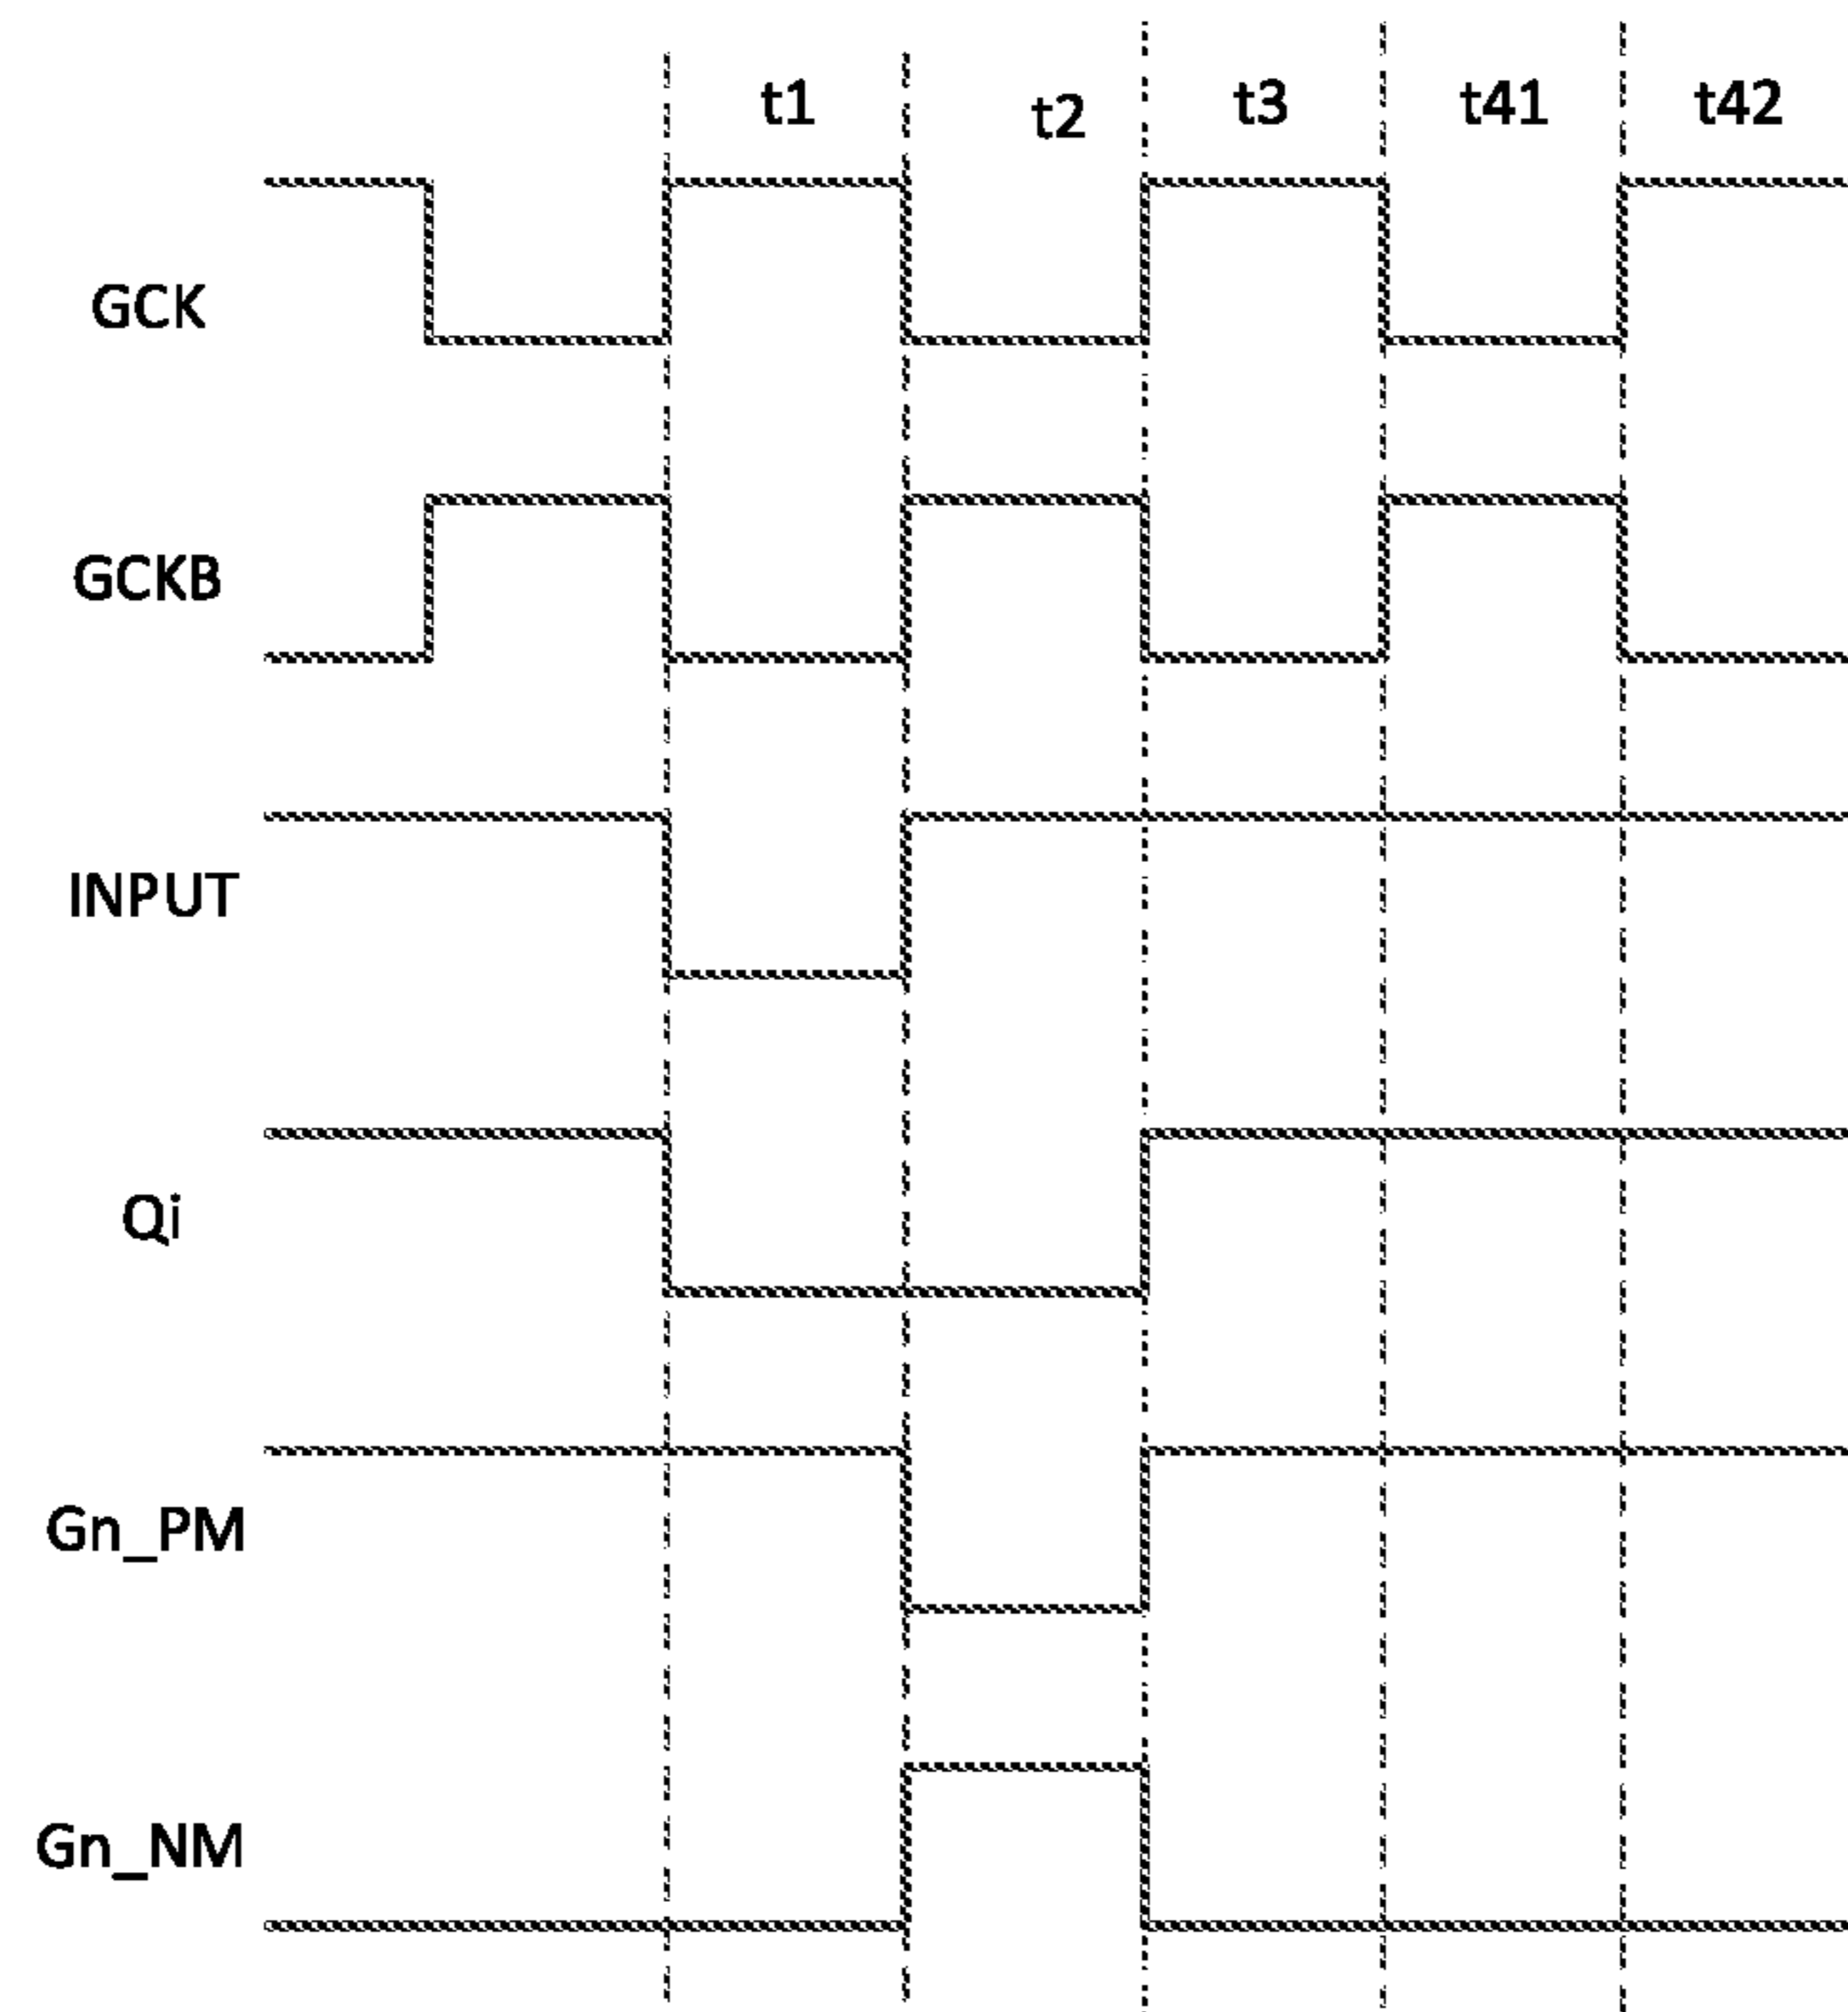 t1 t2 t3 t41 t42
GCK
GCKB
INPUT
Qi
Gn_PM
Gn_NM